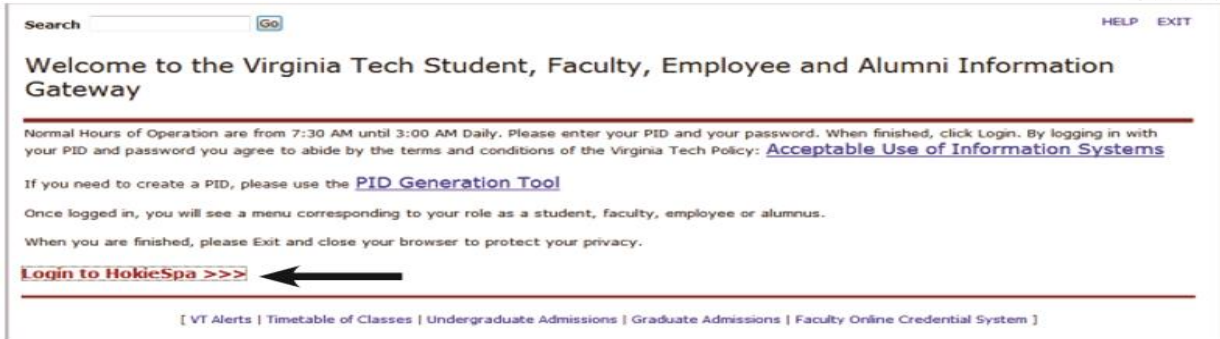 Search Go HELP EXIT
Welcome to the Virginia Tech Student, Faculty, Employee and Alumni Information
Gateway
Normal Hours of Operation are from 7:30 AM until 3:00 AM Daily. Please enter your PID and your password. When finished, click Login. By logging in with
your PID and password you agree to abide by the terms and conditions of the Virginia Tech Policy: Acceptable Use of Information Systems
If you need to create a PID, please use the PID Generation Tool
Once logged in, you will see a menu corresponding to your role as a student, faculty, employee or alumnus.
When you are finished, please Exit and close your browser to protect your privacy.
Login to HokieSpa >>>
[ VT Alerts | Timetable of Classes | Undergraduate Admissions | Graduate Admissions | Faculty Online Credential System ]